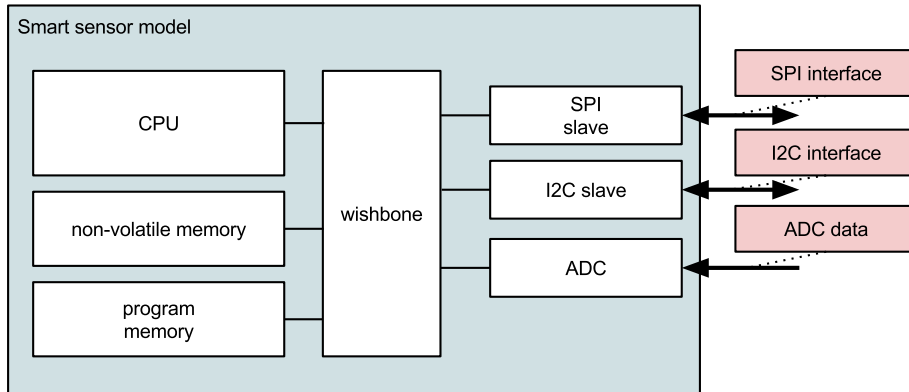 Smart sensor model
SPI interface
CPU
SPI
slave
I2C interface
non-volatile memory
wishbone
I2C slave
ADC data
ADC
program
memory